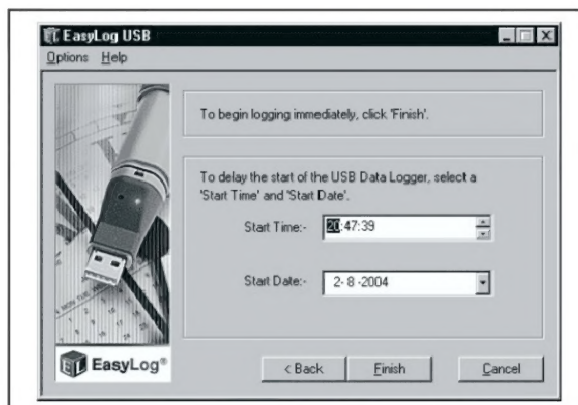 EasyLog USB
Options Help
To begin logging immediately, click 'Finish'.
To delay the start of the USB Data Logger, select a
'Start Time' and 'Start Date'.
Start Time:- 20:47:39
Start Date:- 2- 8 -2004
EL EasyLog®
< Back Finish Cancel